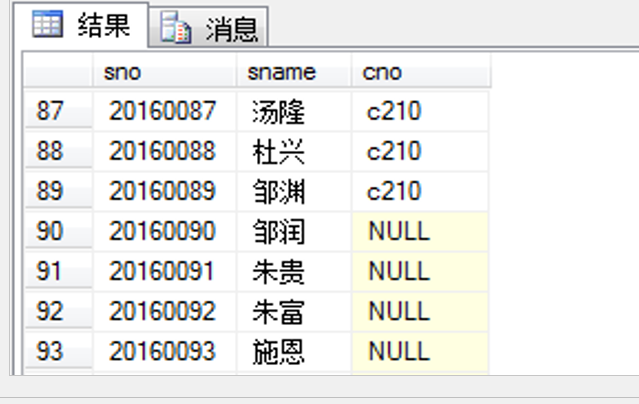 结果 消息
sno sname cno
87 20160087 汤隆 c210
88 20160088 杜兴 c210
89 20160089 邹渊 c210
90 20160090 邹润 NULL
91 20160091 朱贵 NULL
92 20160092 朱富 NULL
93 20160093 施恩 NULL